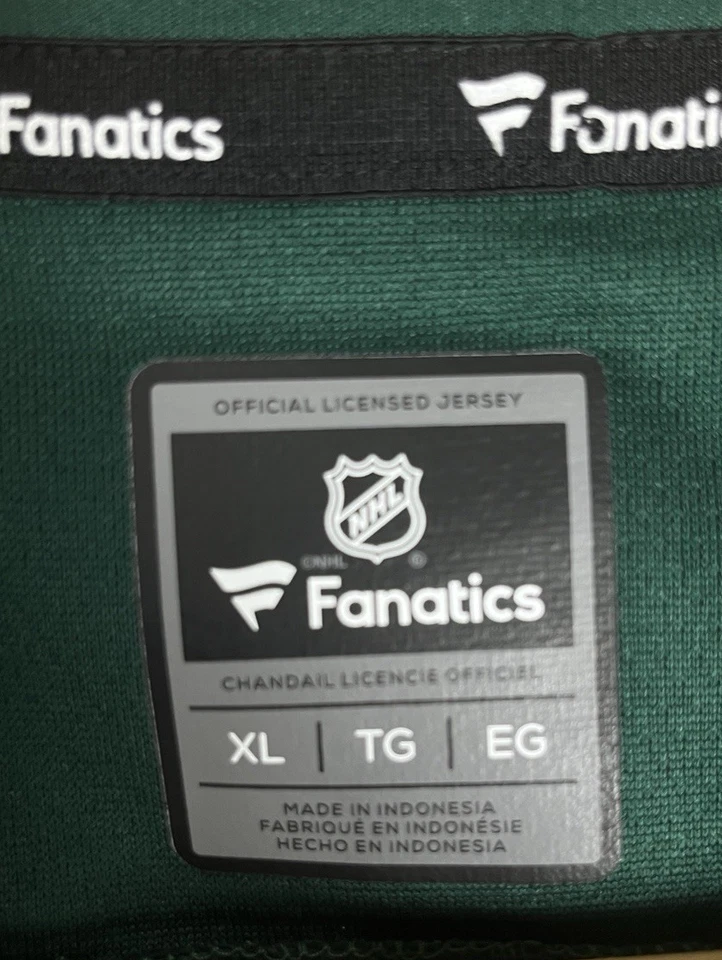 Fanatics
Fanati
OFFICIAL LICENSED JERSEY
NHL
©NHL ®
Fanatics
CHANDAIL LICENCIE OFFICIEL
XL | TG | EG
MADE IN INDONESIA
FABRIQUÉ EN INDONÉSIE
HECHO EN INDONESIA